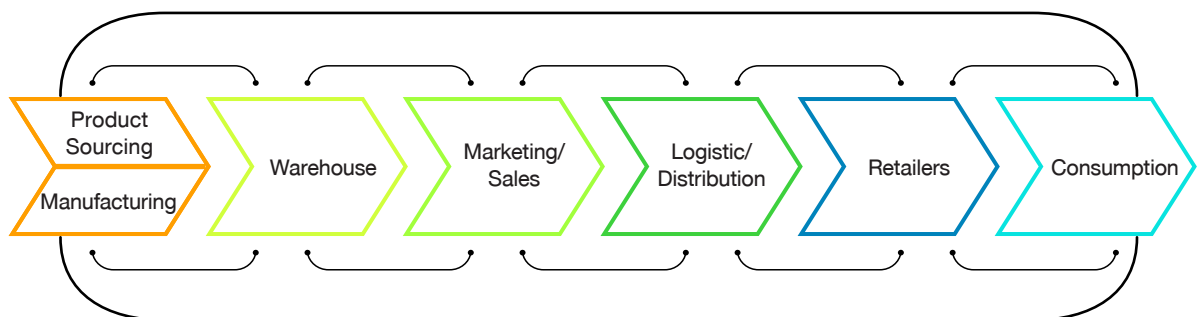 Product
Sourcing
Manufacturing
Warehouse
Marketing/
Sales
Logistic/
Distribution
Retailers
Consumption